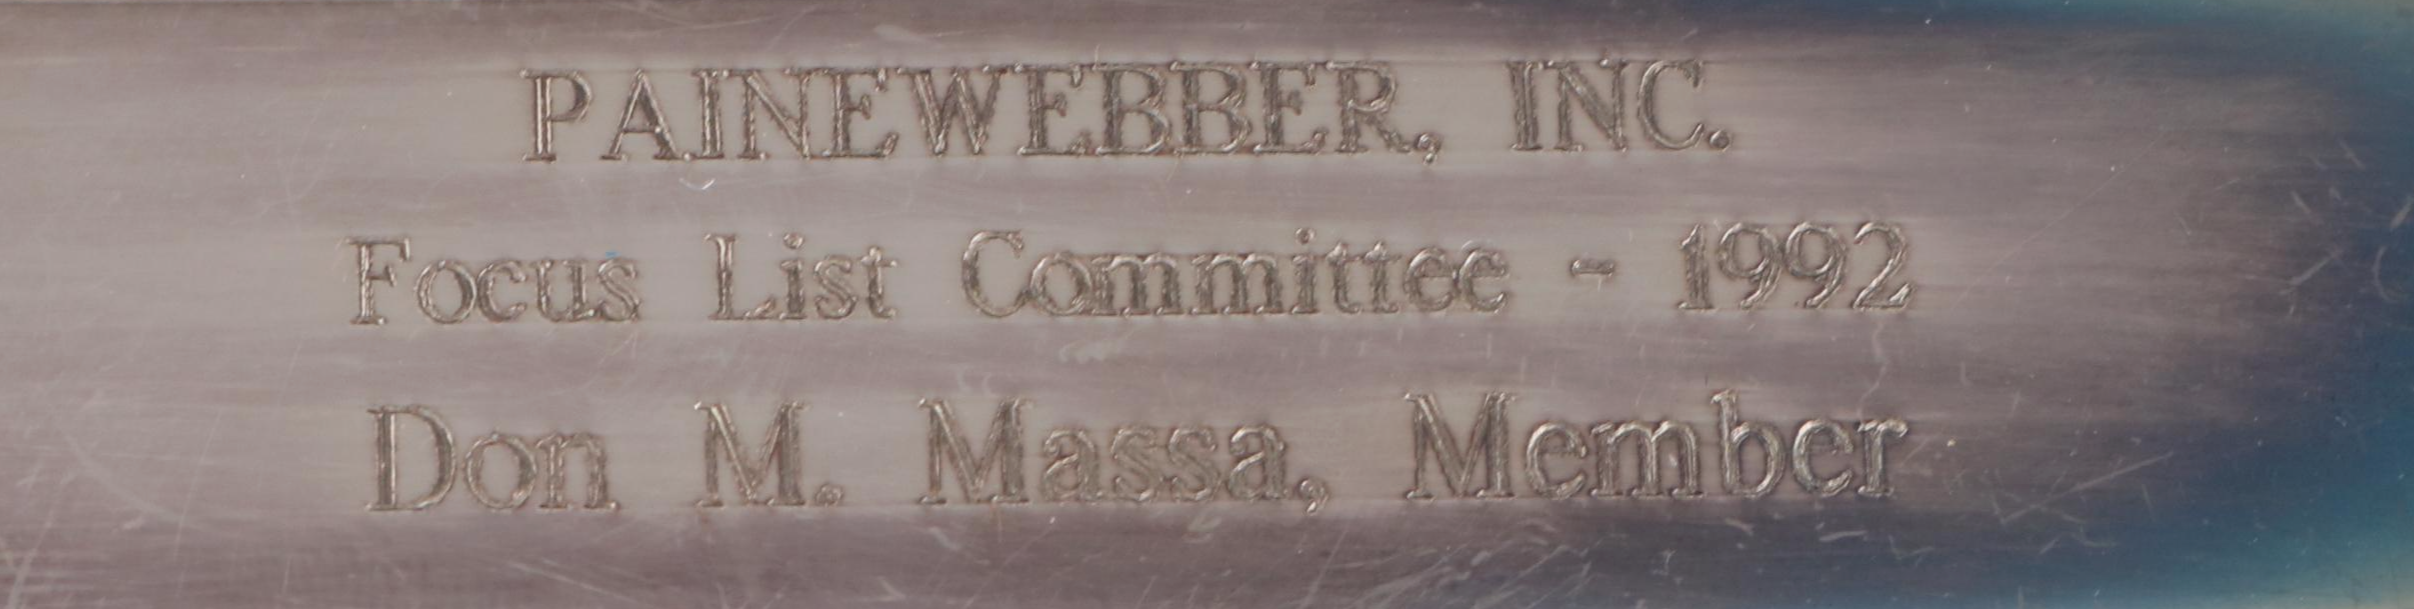 PAINEWEBBER, INC.
Focus List Committee - 1992
Don M. Massa, Member